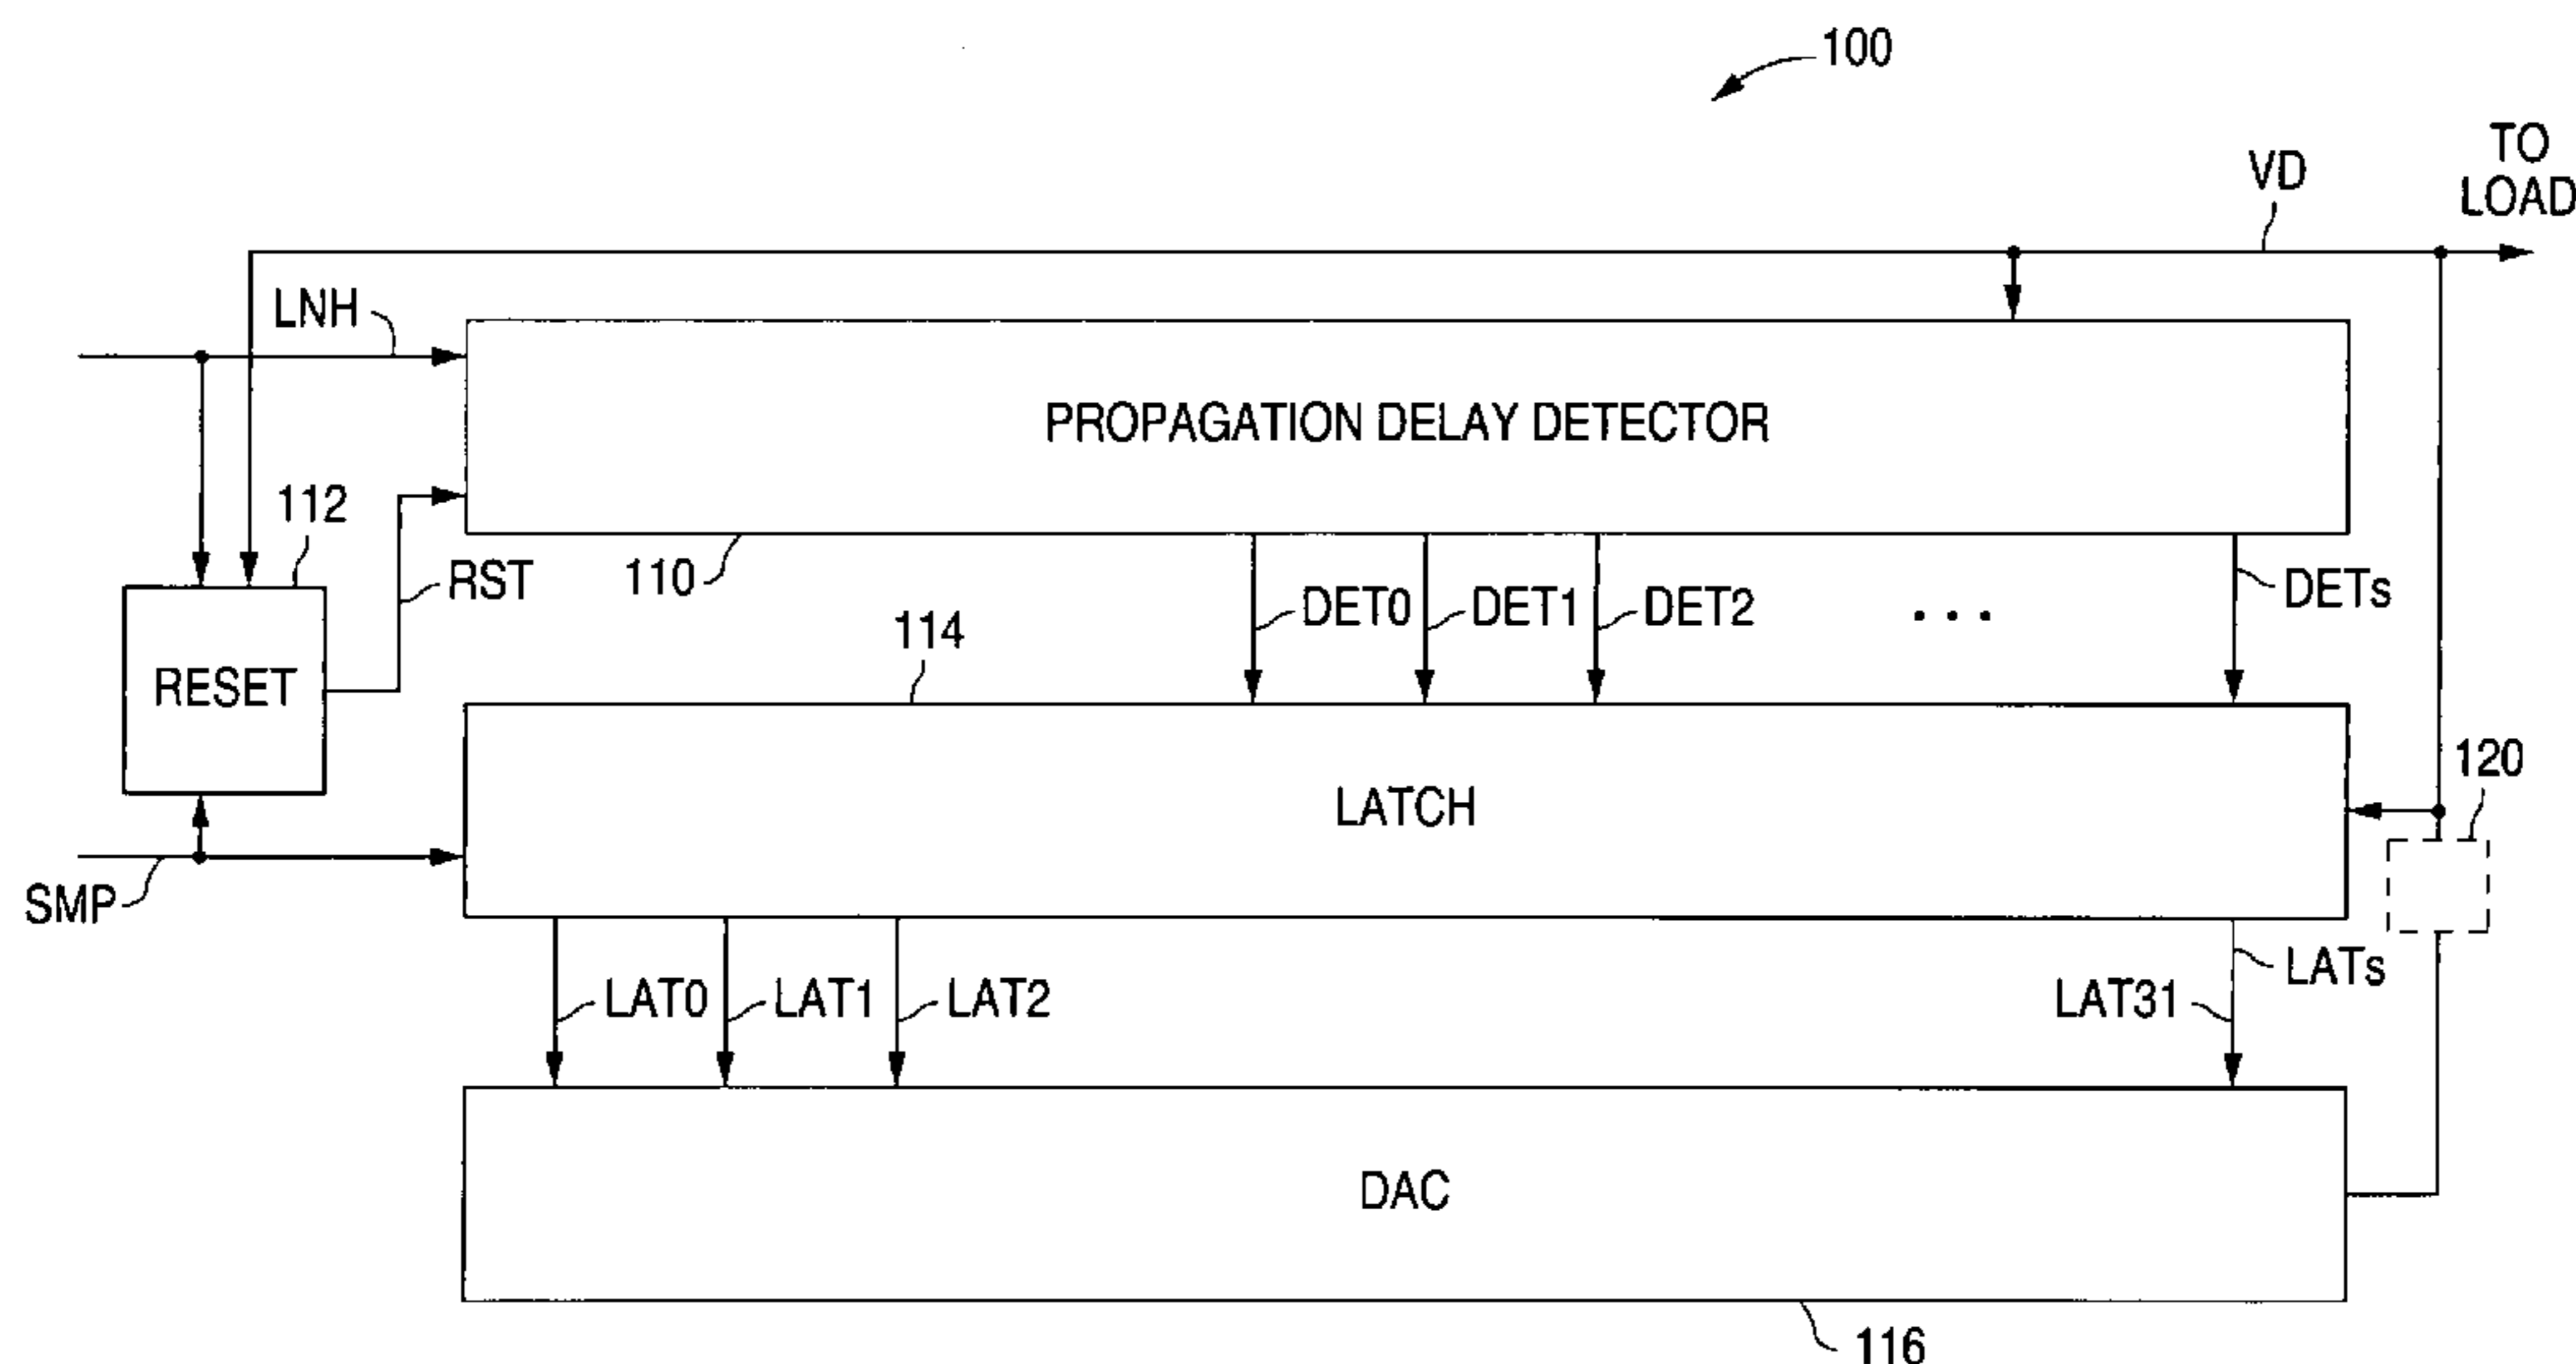 100
TO
LOAD
VD
LNH
PROPAGATION DELAY DETECTOR
112
110
RST
DET0
DET1
DET2
. . .
DETs
114
RESET
LATCH
120
SMP
LAT0
LAT1
LAT2
LAT31
LATs
DAC
116